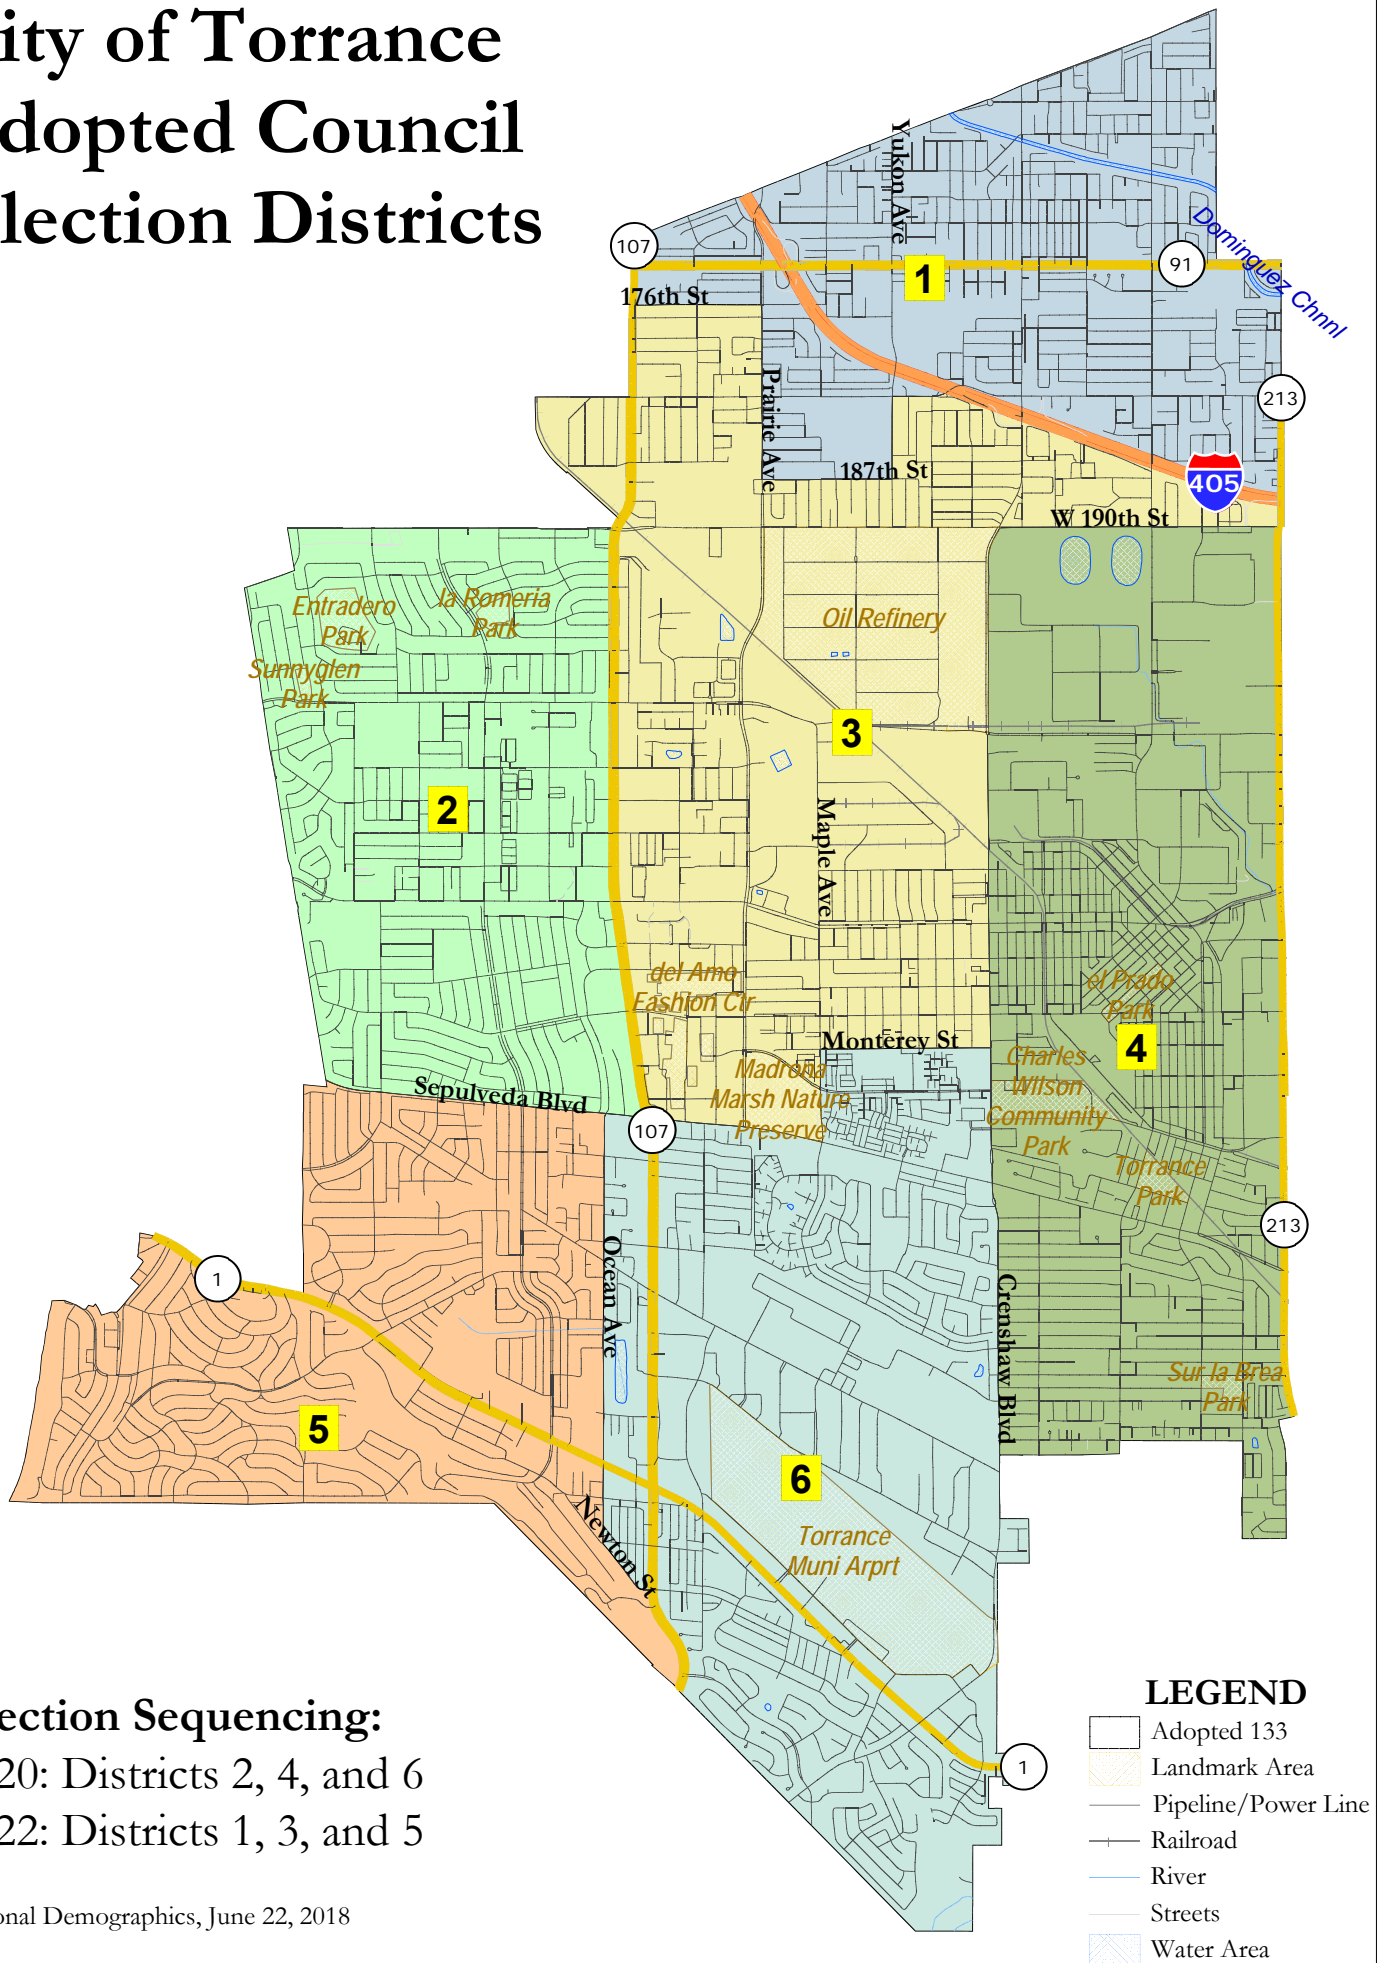 ity of Torrance
dopted Council
lection Districts
Yukon Ave
Dominguez Chnnl
107
91
1
176th St
Prairie Ave
213
187th St
405
W 190th St
Entradero
Park
la Romeria
Park
Sunnyglen
Park
Oil Refinery
3
2
Maple Ave
del Amo
Fashion Ctr
el Prado
Park
Monterey St
4
Charles
WIlson
Community
Park
Madrona
Marsh Nature
Preserve
Sepulveda Blvd
107
Torrance
Park
213
1
Ocean Ave
Crenshaw Blvd
Sur la Brea
Park
5
6
Newton St
Torrance
Muni Arprt
1
ection Sequencing:
20: Districts 2, 4, and 6
22: Districts 1, 3, and 5
onal Demographics, June 22, 2018
LEGEND
Adopted 133
Landmark Area
Pipeline/Power Line
Railroad
River
Streets
Water Area